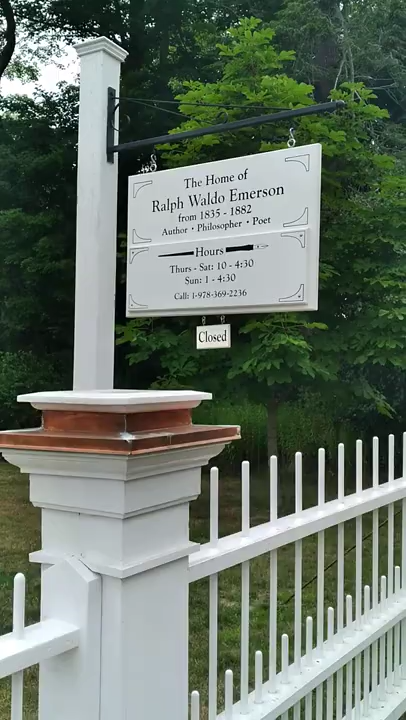 The Home of
Ralph Waldo Emerson
from 1835 - 1882
Author • Philosopher • Poet
Hours
Thurs - Sat: 10 - 4:30
Sun: 1 - 4:30
Call: 1-978-369-2236
Closed